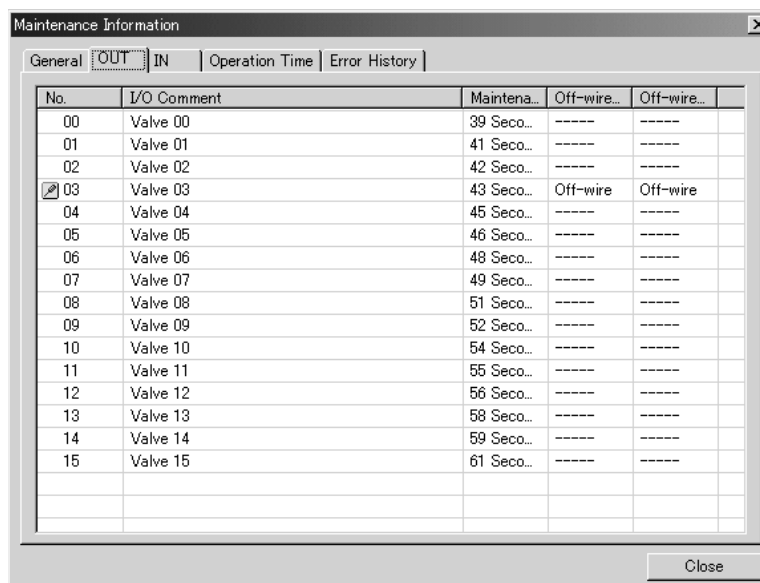 Maintenance Information
General OUT IN Operation Time Error History
No. I/O Comment Maintena... Off-wire... Off-wire...
00 Valve 00 39 Seco... ----- -----
01 Valve 01 41 Seco... ----- -----
02 Valve 02 42 Seco... ----- -----
03 Valve 03 43 Seco... Off-wire Off-wire
04 Valve 04 45 Seco... ----- -----
05 Valve 05 46 Seco... ----- -----
06 Valve 06 48 Seco... ----- -----
07 Valve 07 49 Seco... ----- -----
08 Valve 08 51 Seco... ----- -----
09 Valve 09 52 Seco... ----- -----
10 Valve 10 54 Seco... ----- -----
11 Valve 11 55 Seco... ----- -----
12 Valve 12 56 Seco... ----- -----
13 Valve 13 58 Seco... ----- -----
14 Valve 14 59 Seco... ----- -----
15 Valve 15 61 Seco... ----- -----
Close